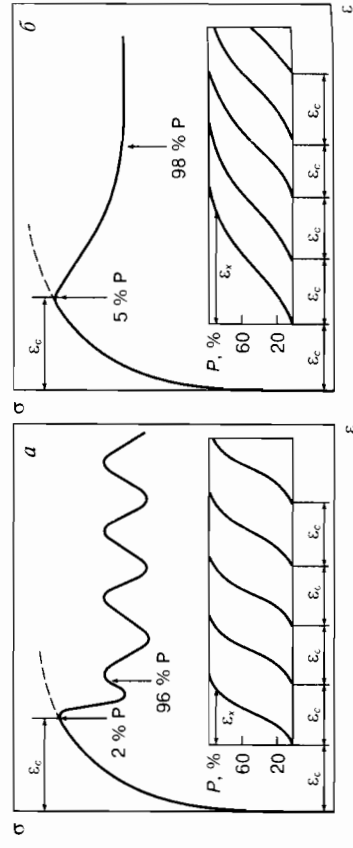 σ
а
ε_c
2 % P
96 % P
P, %
ε_x
60
20
ε_c ε_c ε_c ε_c ε_c
ε
σ
б
ε_c
5 % P
98 % P
P, %
ε_x
60
20
ε_c ε_c ε_c ε_c ε_c
ε